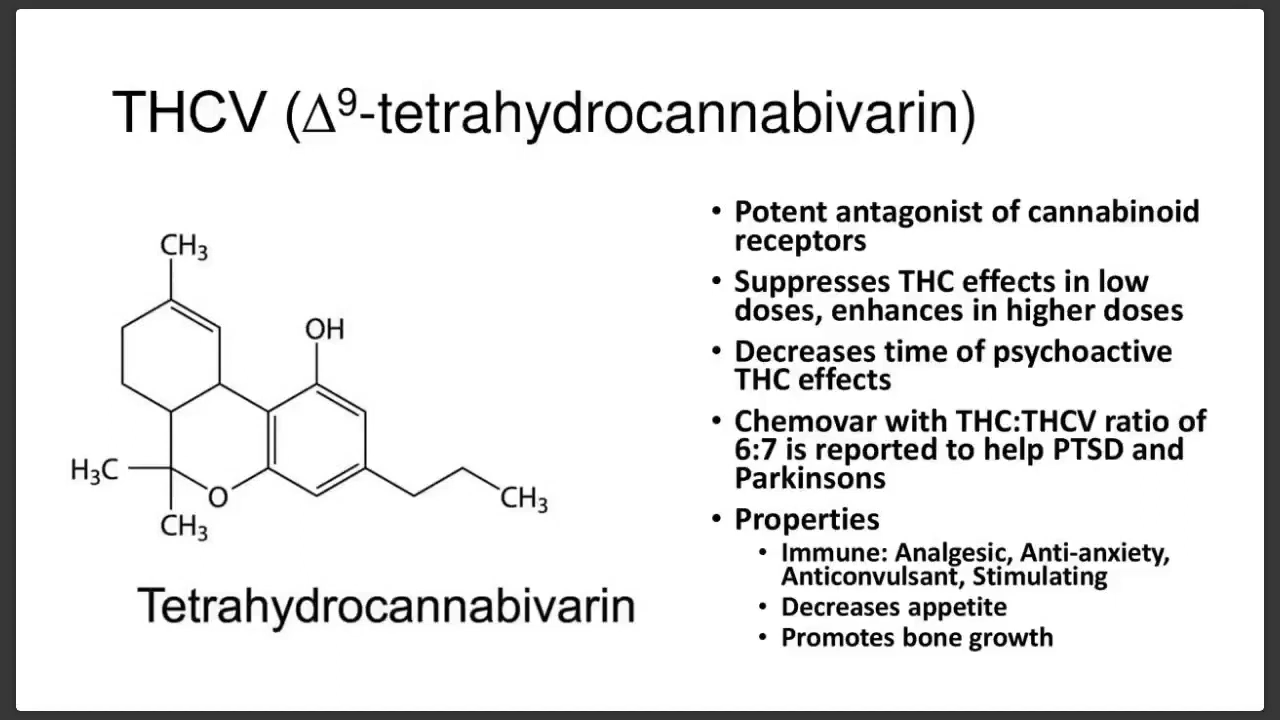 THCV (Δ⁹-tetrahydrocannabivarin)
CH₃
OH
H₃C
O
CH₃
CH₃
Tetrahydrocannabivarin
• Potent antagonist of cannabinoid
receptors
• Suppresses THC effects in low
doses, enhances in higher doses
• Decreases time of psychoactive
THC effects
• Chemovar with THC:THCV ratio of
6:7 is reported to help PTSD and
Parkinsons
• Properties
• Immune: Analgesic, Anti-anxiety,
Anticonvulsant, Stimulating
• Decreases appetite
• Promotes bone growth